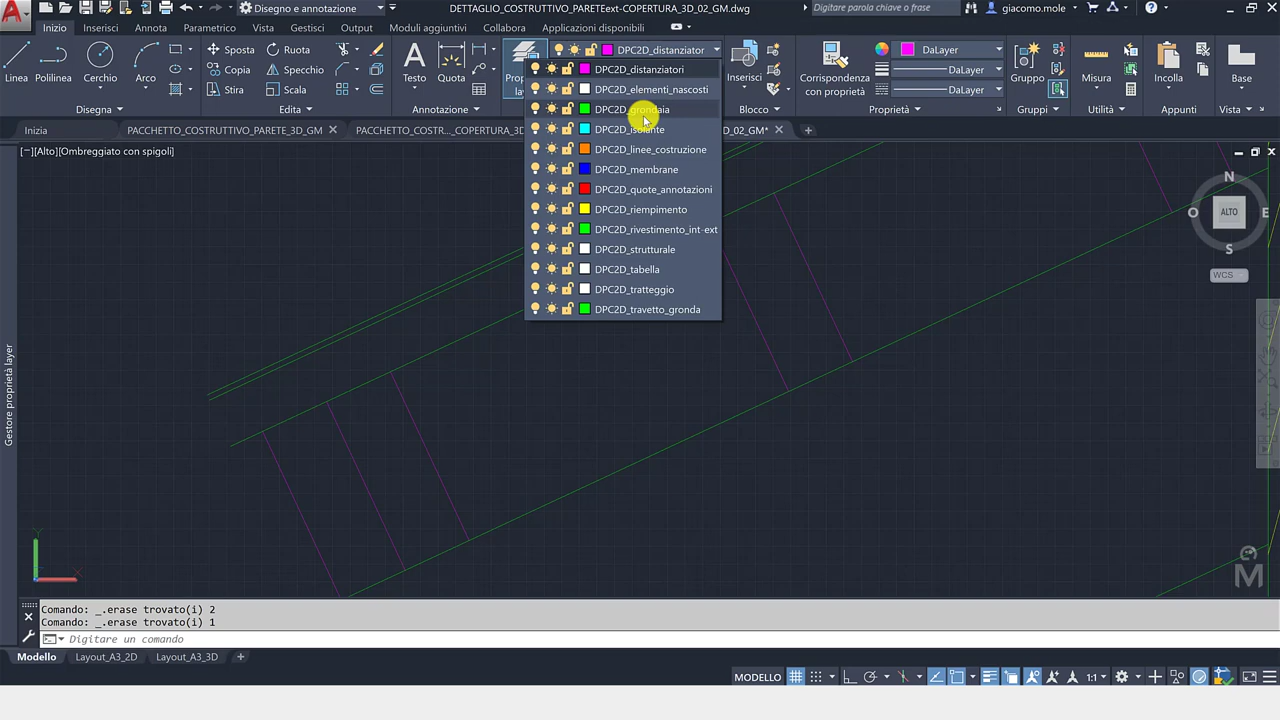 Disegno e annotazione
DETTAGLIO_COSTRUTTIVO_PARETEext-COPERTURA_3D_02_GM.dwg
Digitare parola chiave o frase
giacomo.mole
Inizio
Inserisci
Annota
Parametrico
Vista
Gestisci
Output
Moduli aggiuntivi
Collabora
Express Tools
Applicazioni disponibili
Linea
Polilinea
Cerchio
Arco
Disegna
Sposta
Ruota
Copia
Specchio
Stira
Edita
Testo
Quota
Annotazione
DPC2D_distanziator
Inserisci
Blocco
Corrispondenza
con proprietà
DaLayer
DaLayer
DaLayer
Proprietà
Gruppo
Gruppi
Misura
Utilità
Incolla
Appunti
Base
Vista
DPC2D_distanziatori
DPC2D_elementi_nascosti
DPC2D_grondaia
DPC2D_isolante
DPC2D_linee_costruzione
DPC2D_membrane
DPC2D_quote_annotazioni
DPC2D_riempimento
DPC2D_rivestimento_int-ext
DPC2D_strutturale
DPC2D_tabella
DPC2D_tratteggio
DPC2D_travetto_gronda
Inizia
PACCHETTO_COSTRUTTIVO_PARETE_3D_GM
PACCHETTO_COSTR..._COPERTURA_3D
D_02_GM*
[−][Alto][Ombreggiato con spigoli]
N
O
ALTO
E
S
WCS
Gestore proprietà layer
Y
X
Comando: _.erase trovato(i) 2
Comando: _.erase trovato(i) 1
Digitare un comando
Modello
Layout_A3_2D
Layout_A3_3D
MODELLO
1:1